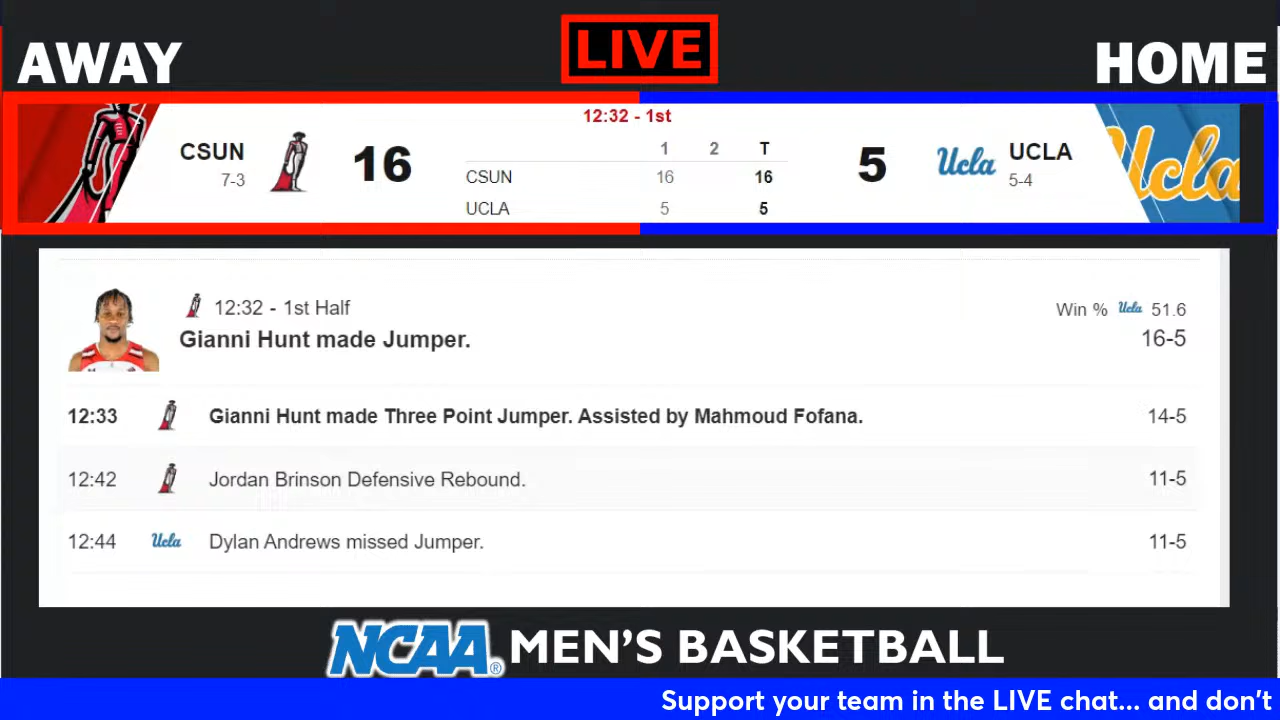 LIVE
AWAY
HOME
12:32 - 1st
CSUN
7-3
16
1 2 T
CSUN 16 16
UCLA 5 5
5
Ucla
UCLA
5-4
Ucla
12:32 - 1st Half
Win % Ucla 51.6
Gianni Hunt made Jumper.
16-5
12:33 Gianni Hunt made Three Point Jumper. Assisted by Mahmoud Fofana. 14-5
12:42 Jordan Brinson Defensive Rebound. 11-5
12:44 Ucla Dylan Andrews missed Jumper. 11-5
NCAA® MEN'S BASKETBALL
Support your team in the LIVE chat... and don't